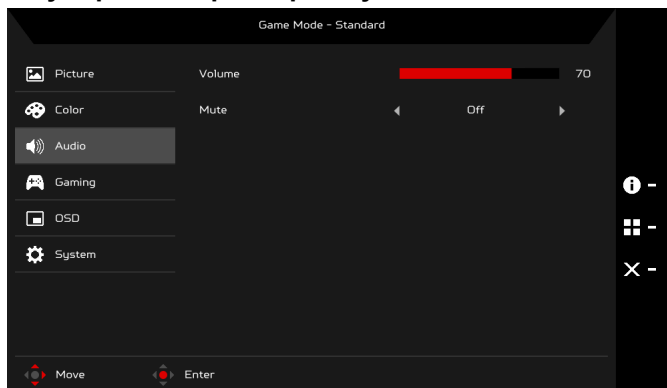 Game Mode - Standard
Picture
Volume 70
Color
Mute Off
Audio
Gaming
OSD
System
Move Enter